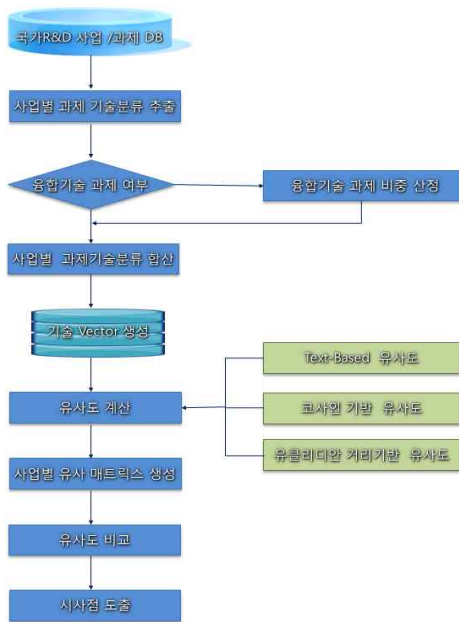 국가R&D 사업 /과제 DB
사업별 과제 기술분류 추출
융합기술 과제 여부
융합기술 과제 비중 산정
사업별 과제기술분류 합산
기술 Vector 생성
Text-Based 유사도
유사도 계산
코사인 기반 유사도
유클리디안 거리기반 유사도
사업별 유사 매트릭스 생성
유사도 비교
시사점 도출